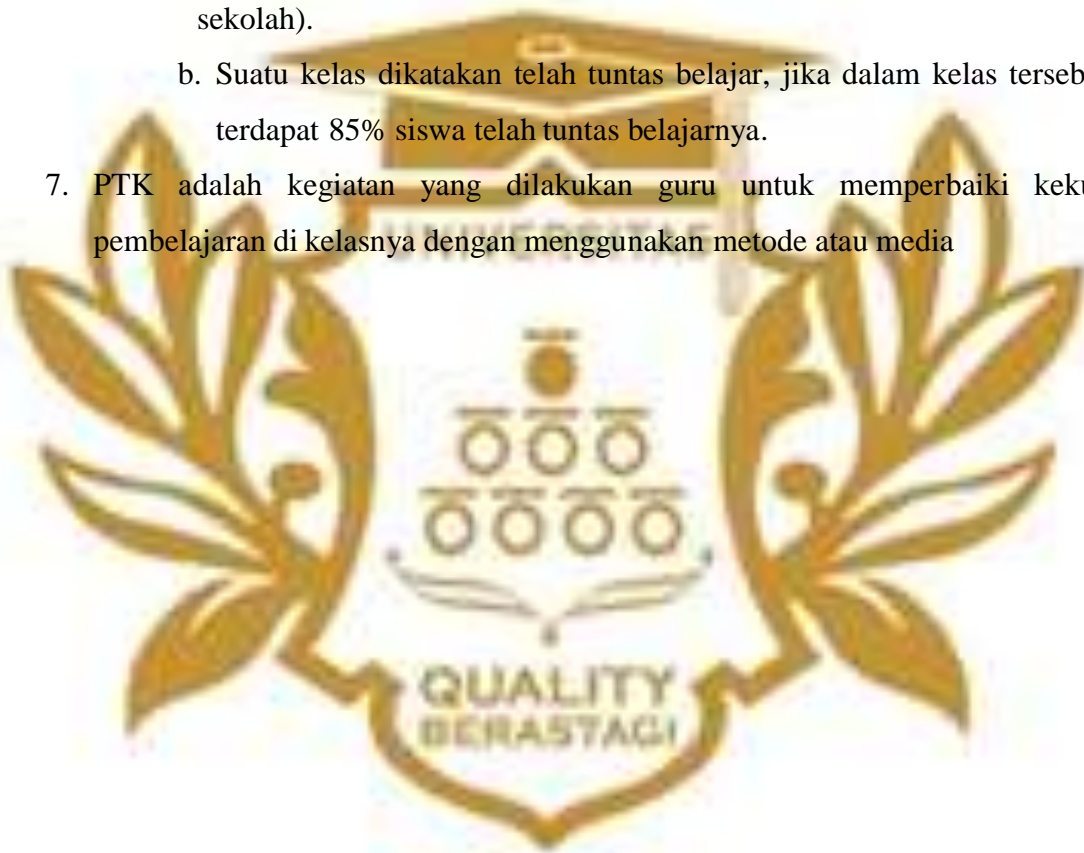 sekolah).
b. Suatu kelas dikatakan telah tuntas belajar, jika dalam kelas terseb
terdapat 85% siswa telah tuntas belajarnya.
7. PTK adalah kegiatan yang dilakukan guru untuk memperbaiki keku
pembelajaran di kelasnya dengan menggunakan metode atau media
UNIVERSITAS
QUALITY
BERASTAGI